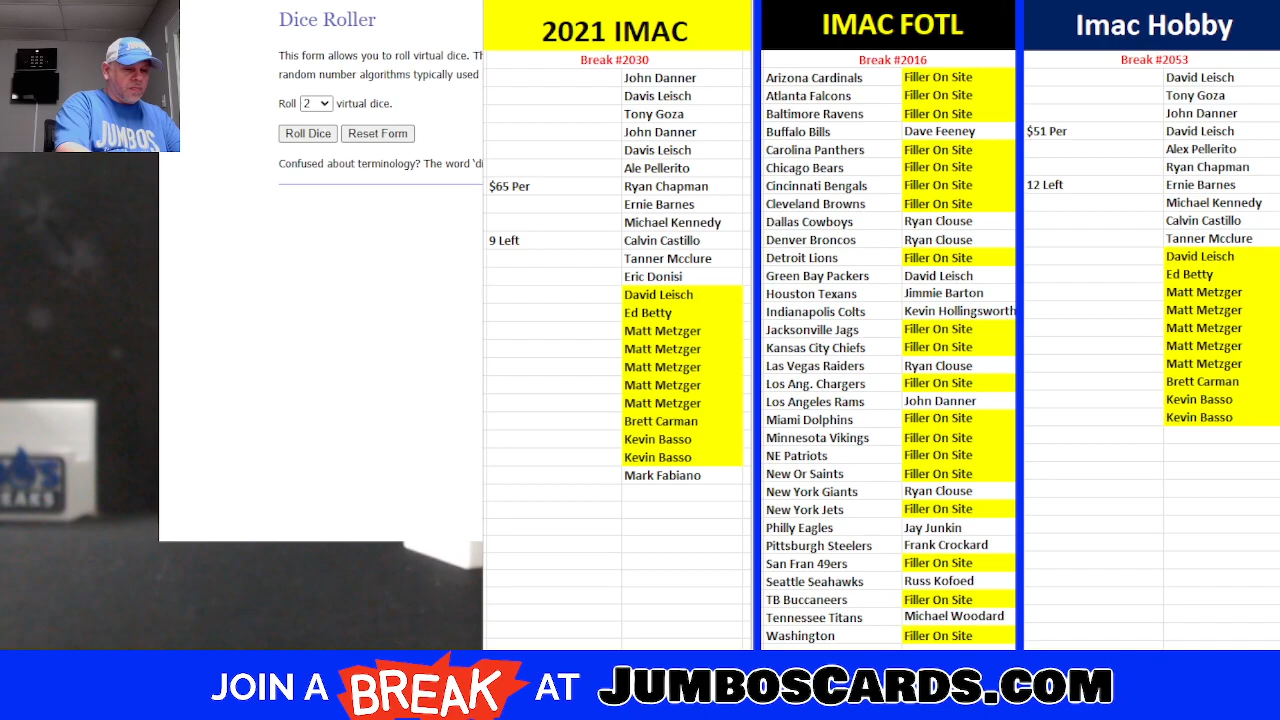 Dice Roller
This form allows you to roll virtual dice. Th
random number algorithms typically used
Roll 2 virtual dice.
Roll Dice Reset Form
Confused about terminology? The word 'di
JUMBOS
2021 IMAC
Break #2030
John Danner
Davis Leisch
Tony Goza
John Danner
Davis Leisch
Ale Pellerito
$65 Per Ryan Chapman
Ernie Barnes
Michael Kennedy
9 Left Calvin Castillo
Tanner Mcclure
Eric Donisi
David Leisch
Ed Betty
Matt Metzger
Matt Metzger
Matt Metzger
Matt Metzger
Matt Metzger
Brett Carman
Kevin Basso
Kevin Basso
Mark Fabiano
IMAC FOTL
Break #2016
Arizona Cardinals Filler On Site
Atlanta Falcons Filler On Site
Baltimore Ravens Filler On Site
Buffalo Bills Dave Feeney
Carolina Panthers Filler On Site
Chicago Bears Filler On Site
Cincinnati Bengals Filler On Site
Cleveland Browns Filler On Site
Dallas Cowboys Ryan Clouse
Denver Broncos Ryan Clouse
Detroit Lions Filler On Site
Green Bay Packers David Leisch
Houston Texans Jimmie Barton
Indianapolis Colts Kevin Hollingsworth
Jacksonville Jags Filler On Site
Kansas City Chiefs Filler On Site
Las Vegas Raiders Ryan Clouse
Los Ang. Chargers Filler On Site
Los Angeles Rams John Danner
Miami Dolphins Filler On Site
Minnesota Vikings Filler On Site
NE Patriots Filler On Site
New Or Saints Filler On Site
New York Giants Ryan Clouse
New York Jets Filler On Site
Philly Eagles Jay Junkin
Pittsburgh Steelers Frank Crockard
San Fran 49ers Filler On Site
Seattle Seahawks Russ Kofoed
TB Buccaneers Filler On Site
Tennessee Titans Michael Woodard
Washington Filler On Site
Imac Hobby
Break #2053
David Leisch
Tony Goza
John Danner
$51 Per David Leisch
Alex Pellerito
Ryan Chapman
12 Left Ernie Barnes
Michael Kennedy
Calvin Castillo
Tanner Mcclure
David Leisch
Ed Betty
Matt Metzger
Matt Metzger
Matt Metzger
Matt Metzger
Matt Metzger
Brett Carman
Kevin Basso
Kevin Basso
JOIN A BREAK AT JUMBOSCARDS.COM